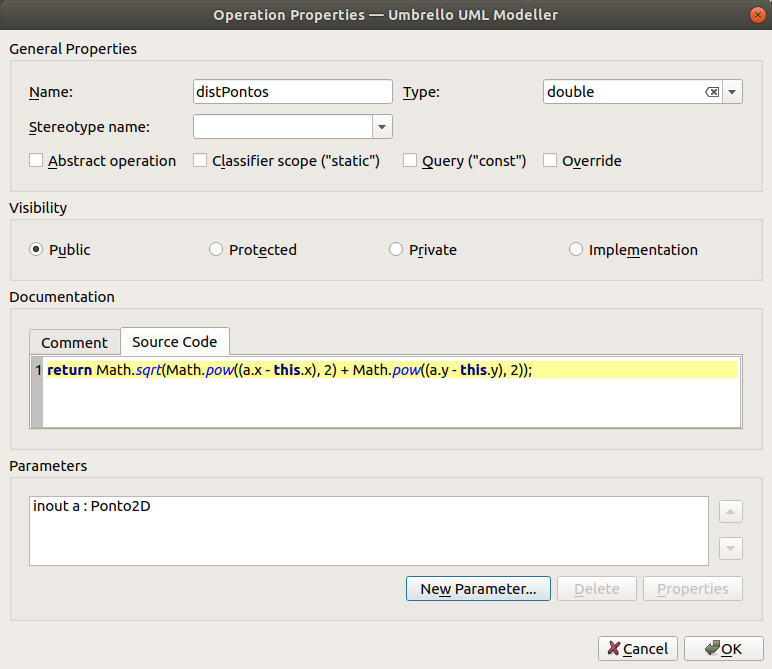 Operation Properties — Umbrello UML Modeller
General Properties
Name: distPontos Type: double
Stereotype name:
Abstract operation Classifier scope ("static") Query ("const") Override
Visibility
Public Protected Private Implementation
Documentation
Comment Source Code
1 return Math.sqrt(Math.pow((a.x - this.x), 2) + Math.pow((a.y - this.y), 2));
Parameters
inout a : Ponto2D
New Parameter... Delete Properties
Cancel OK